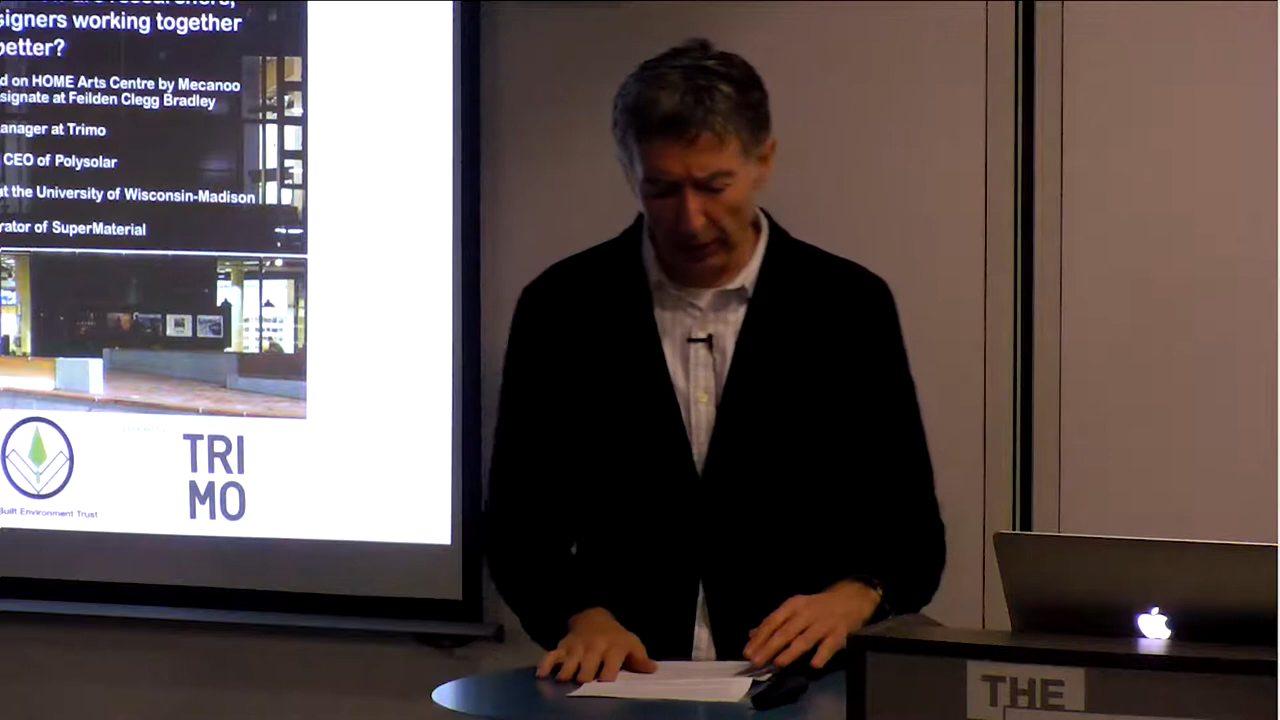 signers working together
better?
d on HOME Arts Centre by Mecanoo
signate at Feilden Clegg Bradley
anager at Trimo
CEO of Polysolar
t the University of Wisconsin-Madison
rator of SuperMaterial
Built Environment Trust
TRI
MO
THE